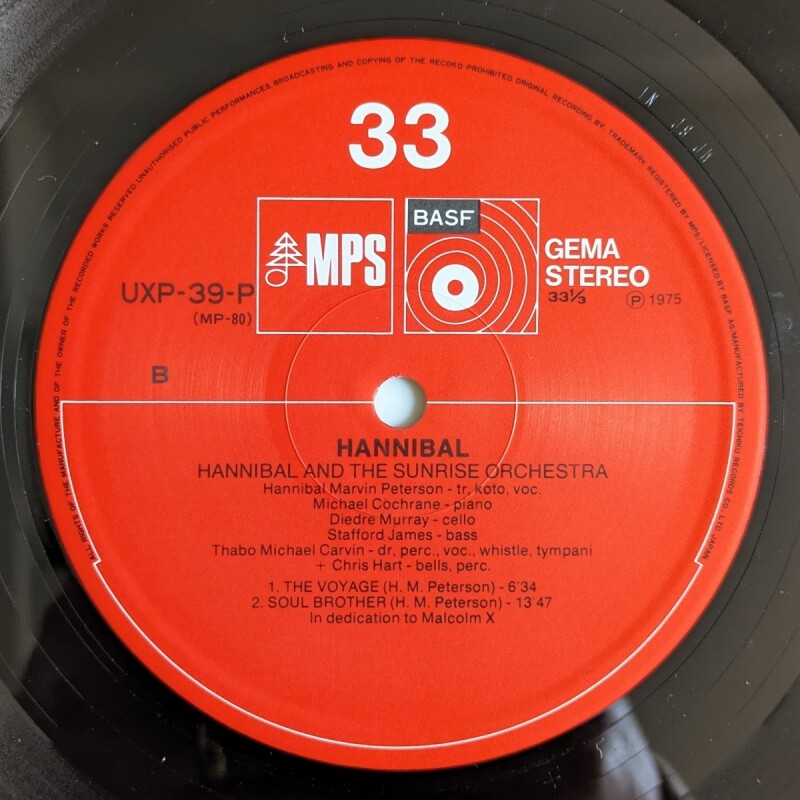 ALL RIGHTS OF THE MANUFACTURE AND OF THE OWNER OF THE RECORDED WORKS RESERVED.UNAUTHORISED PUBLIC PERFORMANCES,BROADCASTING AND COPYING OF THE RECORD PROHIBITED.ORIGINAL RECORDING BY. TRADEMARK REGISTERED BY MPS/LICENSED BY BASF AG/MANUFACTURED BY TEICHIKU RECORDS CO.,LTD.,JAPAN
33
MPS
BASF
GEMA
STEREO
33⅓
Ⓟ 1975
UXP-39-P
(MP-80)
B
HANNIBAL
HANNIBAL AND THE SUNRISE ORCHESTRA
Hannibal Marvin Peterson - tr, koto, voc.
Michael Cochrane - piano
Diedre Murray - cello
Stafford James - bass
Thabo Michael Carvin - dr, perc., voc., whistle, tympani
+ Chris Hart - bells, perc.
1. THE VOYAGE (H. M. Peterson) - 6'34
2. SOUL BROTHER (H. M. Peterson) - 13'47
In dedication to Malcolm X